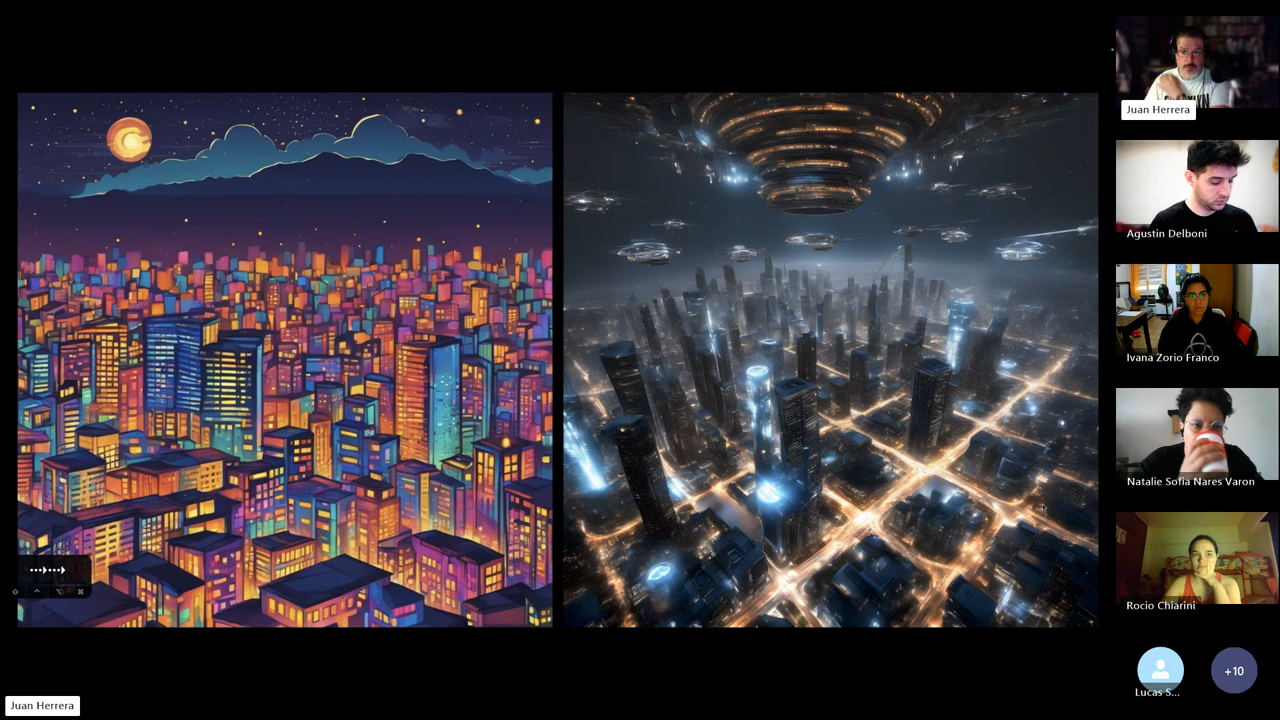 Juan Herrera
Agustin Delboni
Ivana Zorio Franco
Natalie Sofia Nares Varon
Rocio Chiarini
Lucas S...
+10
Juan Herrera